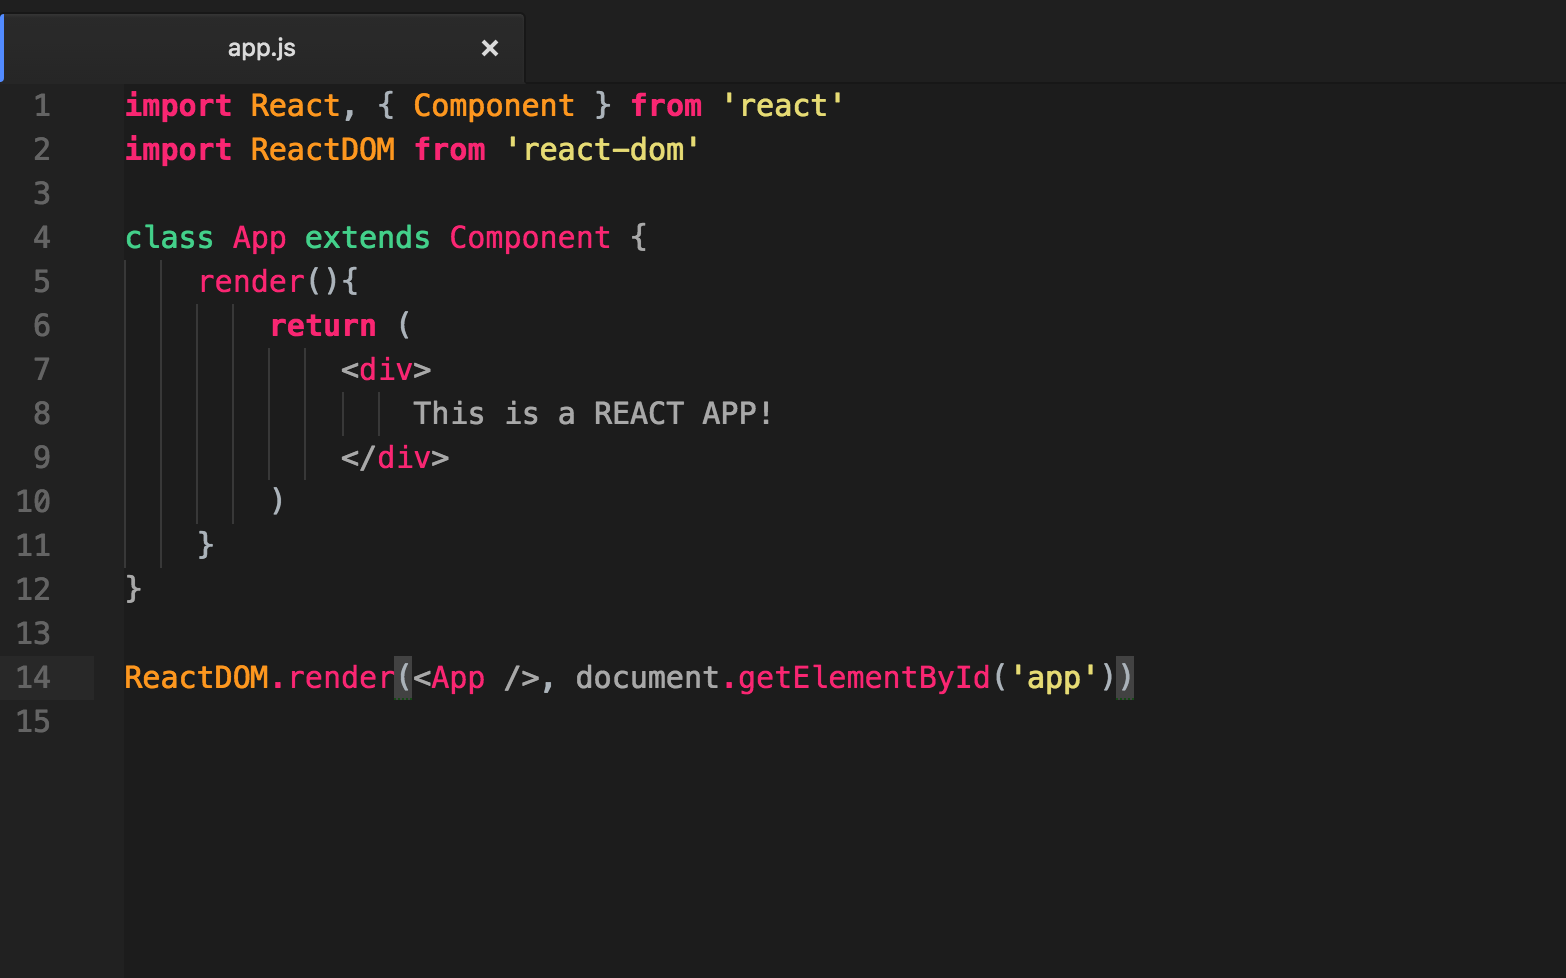 app.js ×
1 import React, { Component } from 'react'
2 import ReactDOM from 'react-dom'
3
4 class App extends Component {
5     render(){
6         return (
7             <div>
8                 This is a REACT APP!
9             </div>
10         )
11     }
12 }
13
14 ReactDOM.render(<App />, document.getElementById('app'))
15